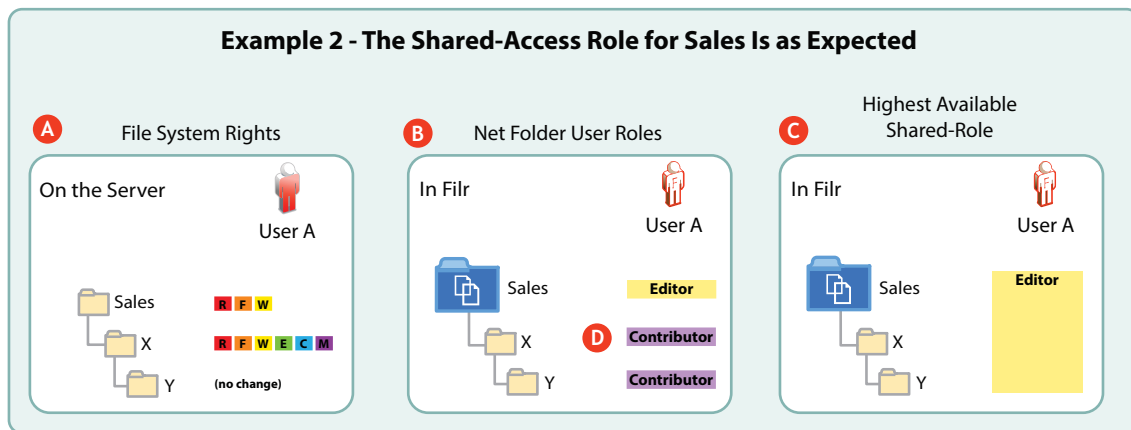 Example 2 - The Shared-Access Role for Sales Is as Expected
A
File System Rights
On the Server
User A
Sales
R F W
X
R F W E C M
Y
(no change)
B
Net Folder User Roles
In Filr
F
User A
Sales
Editor
X
D
Contributor
Y
Contributor
C
Highest Available
Shared-Role
In Filr
F
User A
Sales
Editor
X
Y